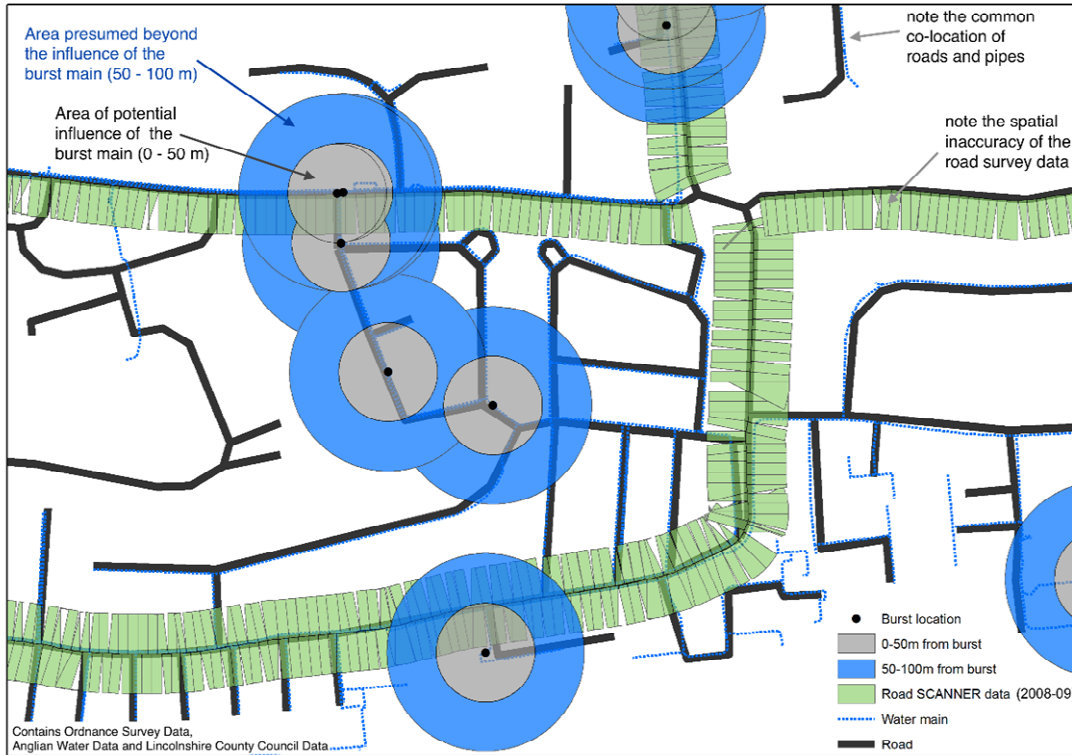 Area presumed beyond
the influence of the
burst main (50 - 100 m)
Area of potential
influence of the
burst main (0 - 50 m)
note the common
co-location of
roads and pipes
note the spatial
inaccuracy of the
road survey data
Burst location
0-50m from burst
50-100m from burst
Road SCANNER data (2008-09
Water main
Road
Contains Ordnance Survey Data,
Anglian Water Data and Lincolnshire County Council Data